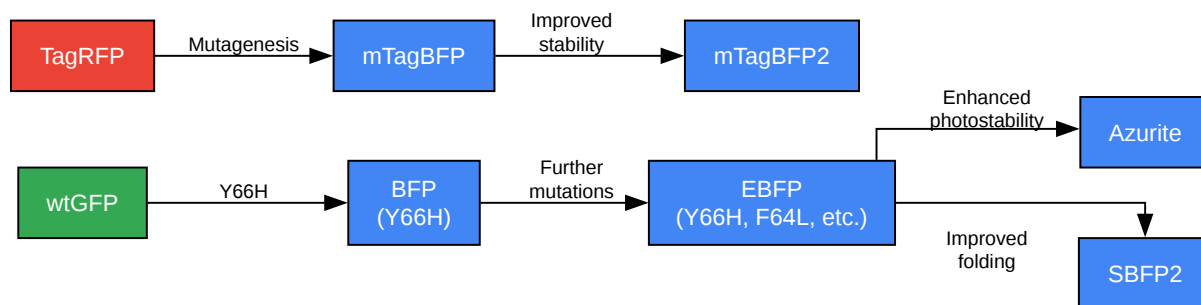 TagRFP
Mutagenesis
mTagBFP
Improved
stability
mTagBFP2
Enhanced
photostability
Azurite
wtGFP
Y66H
BFP
(Y66H)
Further
mutations
EBFP
(Y66H, F64L, etc.)
Improved
folding
SBFP2